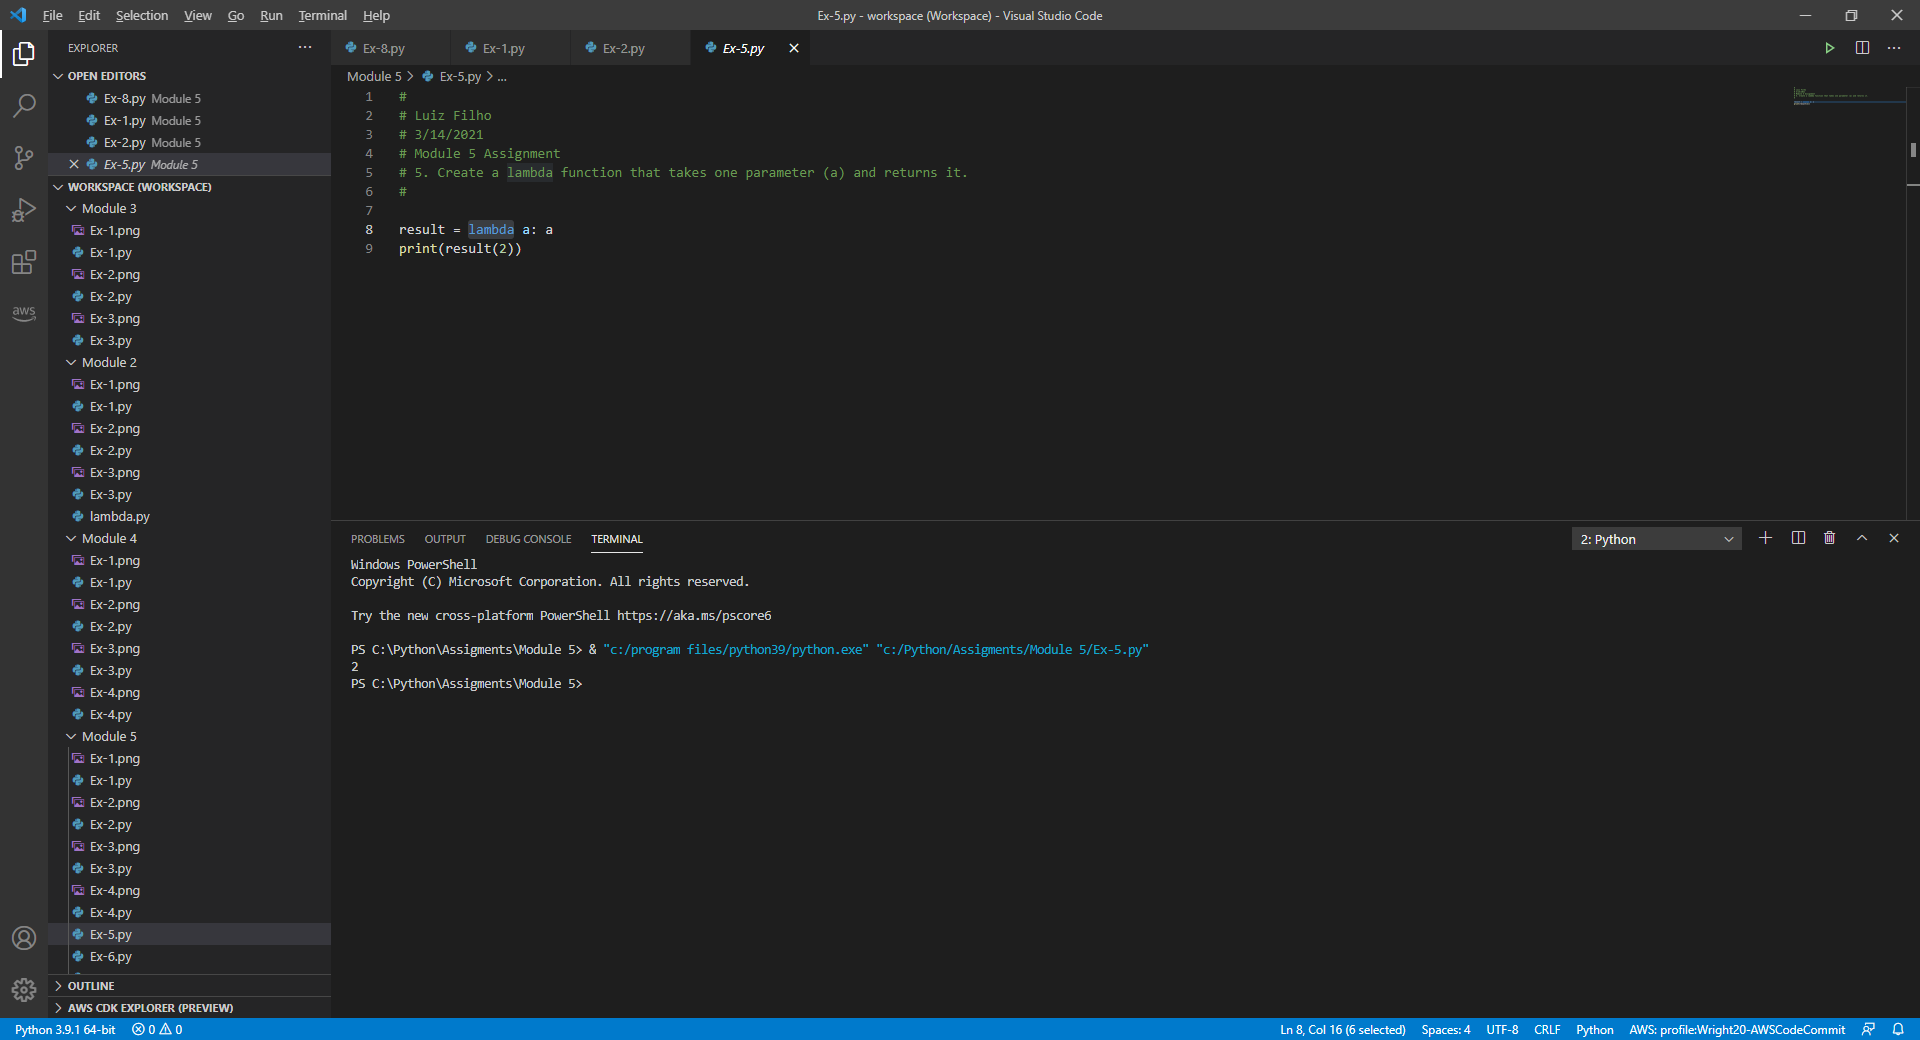 File Edit Selection View Go Run Terminal Help
Ex-5.py - workspace (Workspace) - Visual Studio Code
EXPLORER
OPEN EDITORS
Ex-8.py Module 5
Ex-1.py Module 5
Ex-2.py Module 5
Ex-5.py Module 5
WORKSPACE (WORKSPACE)
Module 3
Ex-1.png
Ex-1.py
Ex-2.png
Ex-2.py
Ex-3.png
Ex-3.py
Module 2
Ex-1.png
Ex-1.py
Ex-2.png
Ex-2.py
Ex-3.png
Ex-3.py
lambda.py
Module 4
Ex-1.png
Ex-1.py
Ex-2.png
Ex-2.py
Ex-3.png
Ex-3.py
Ex-4.png
Ex-4.py
Module 5
Ex-1.png
Ex-1.py
Ex-2.png
Ex-2.py
Ex-3.png
Ex-3.py
Ex-4.png
Ex-4.py
Ex-5.py
Ex-6.py
OUTLINE
AWS CDK EXPLORER (PREVIEW)
aws
Ex-8.py Ex-1.py Ex-2.py Ex-5.py
Module 5 > Ex-5.py > ...
1 #
2 # Luiz Filho
3 # 3/14/2021
4 # Module 5 Assignment
5 # 5. Create a lambda function that takes one parameter (a) and returns it.
6 #
7
8 result = lambda a: a
9 print(result(2))
PROBLEMS OUTPUT DEBUG CONSOLE TERMINAL
2: Python
Windows PowerShell
Copyright (C) Microsoft Corporation. All rights reserved.
Try the new cross-platform PowerShell https://aka.ms/pscore6
PS C:\Python\Assigments\Module 5> & "c:/program files/python39/python.exe" "c:/Python/Assigments/Module 5/Ex-5.py"
2
PS C:\Python\Assigments\Module 5>
Python 3.9.1 64-bit 0 0
Ln 8, Col 16 (6 selected) Spaces: 4 UTF-8 CRLF Python AWS: profile:Wright20-AWSCodeCommit